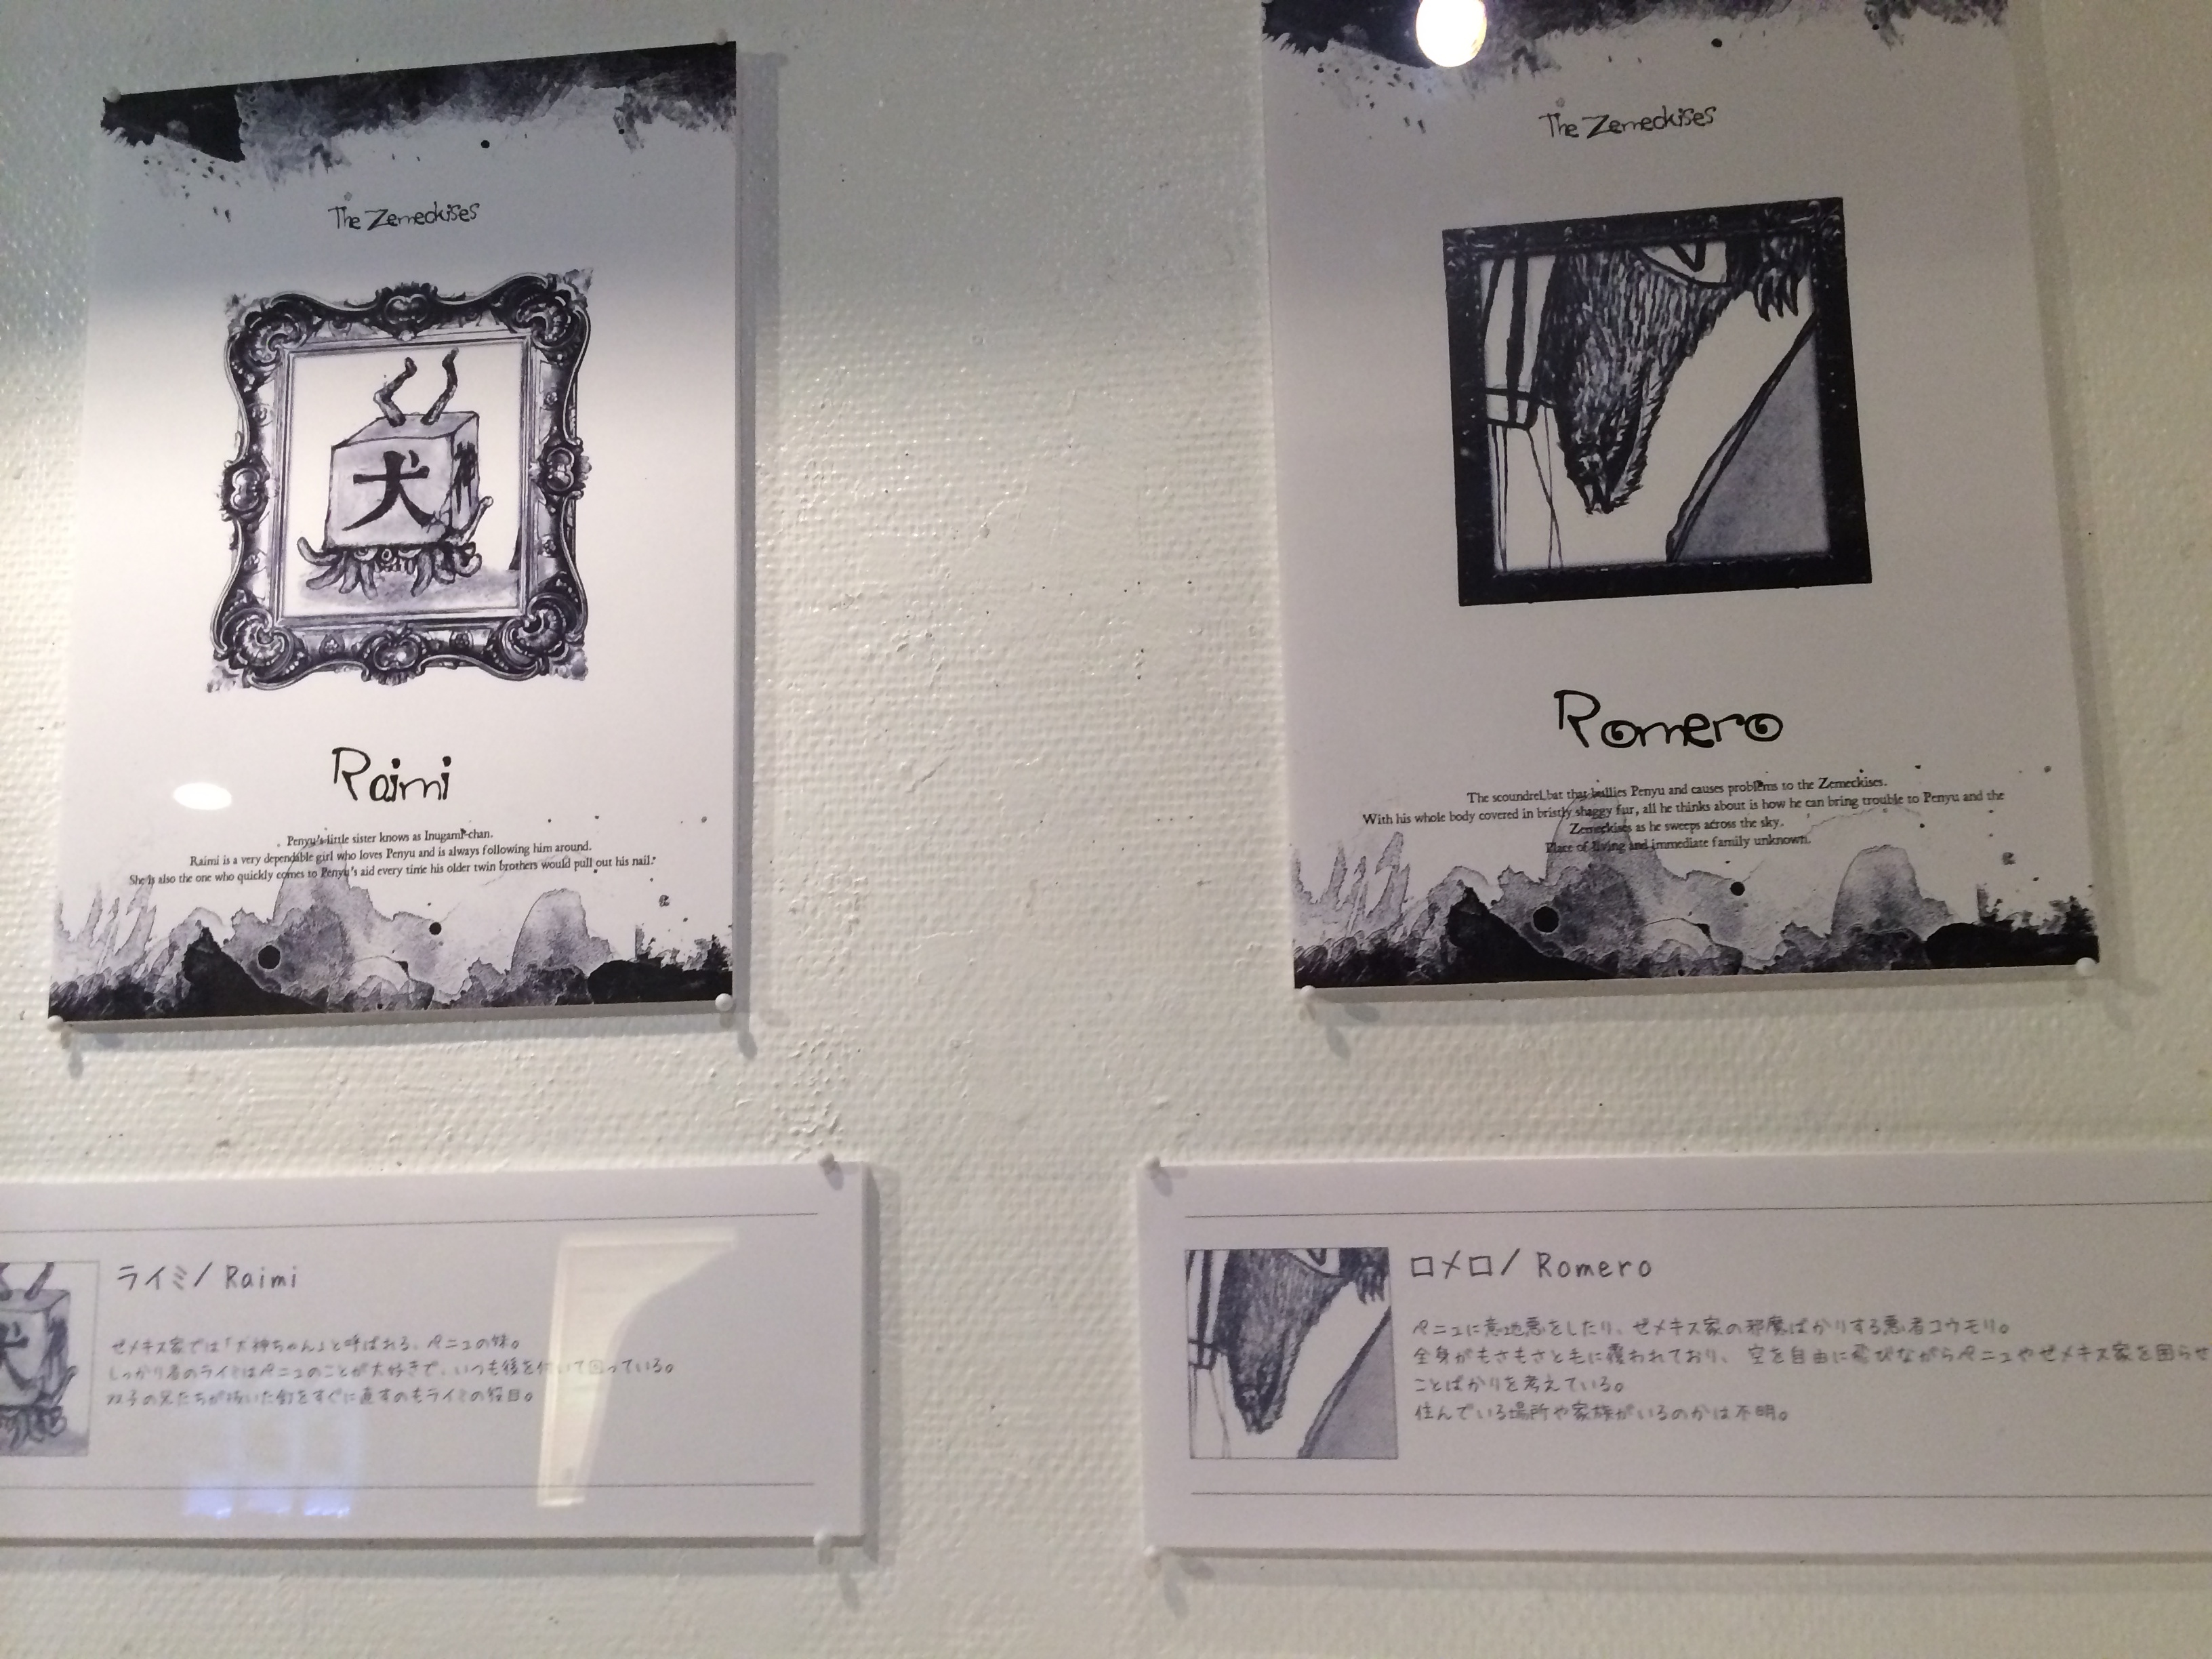 The Zemeckises
犬
Raimi
Penyu's little sister knows as Inugami-chan.
Raimi is a very dependable girl who loves Penyu and is always following him around.
She is also the one who quickly comes to Penyu's aid every time his older twin brothers would pull out his nail.
The Zemeckises
Romero
The scoundrel bat that bullies Penyu and causes problems to the Zemeckises.
With his whole body covered in bristly shaggy fur, all he thinks about is how he can bring trouble to Penyu and the
Zemeckises as he sweeps across the sky.
Place of living and immediate family unknown.
ライミ/ Raimi
ゼメキス家では「犬神ちゃん」と呼ばれる、ペニュの妹。
しっかり者のライミはペニュのことが大好きで、いつも後を付いて回っている。
双子の兄たちが抜いた釘をすぐに直すのもライミの役目。
ロメロ/ Romero
ペニュに意地悪をしたり、ゼメキス家の邪魔ばかりする悪者コウモリ。
全身がもさもさと毛に覆われており、空を自由に飛びながらペニュやゼメキス家を困らせ
ことばかりを考えている。
住んでいる場所や家族がいるのかは不明。